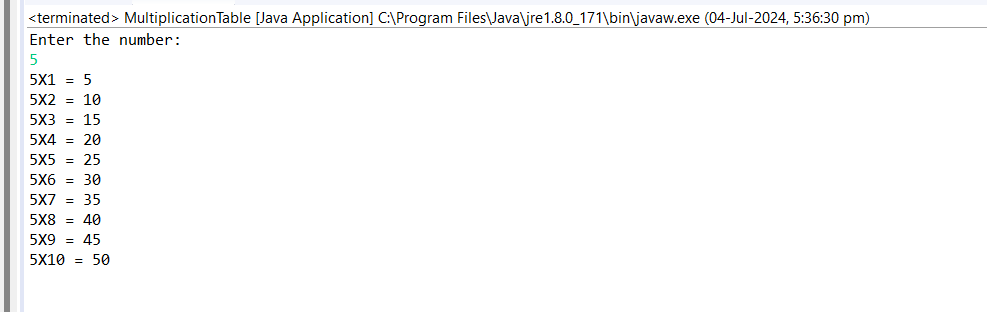 <terminated> MultiplicationTable [Java Application] C:\Program Files\Java\jre1.8.0_171\bin\javaw.exe (04-Jul-2024, 5:36:30 pm)
Enter the number:
5
5X1 = 5
5X2 = 10
5X3 = 15
5X4 = 20
5X5 = 25
5X6 = 30
5X7 = 35
5X8 = 40
5X9 = 45
5X10 = 50